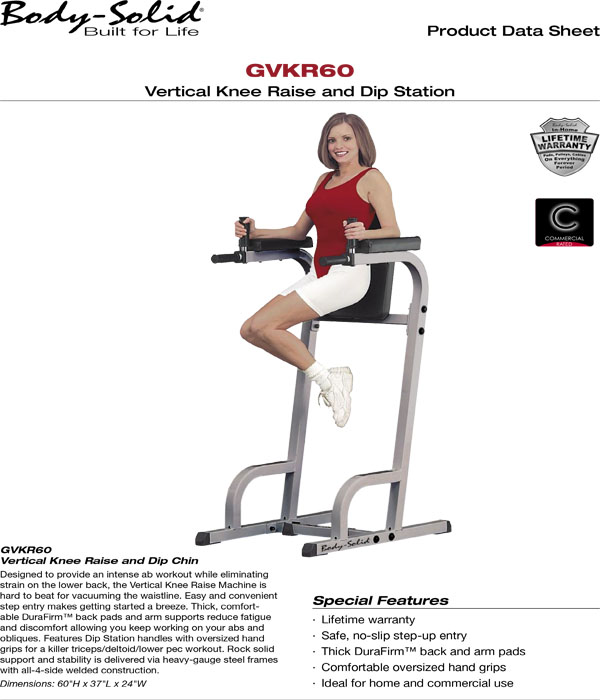 Body-Solid®
Built for Life
Product Data Sheet
GVKR60
Vertical Knee Raise and Dip Station
Body-Solid
In-Home
LIFETIME
WARRANTY
Pads, Pulleys, Cables
On Everything
Forever
Period
C
COMMERCIAL
RATED
Body-Solid
GVKR60
Vertical Knee Raise and Dip Chin
Designed to provide an intense ab workout while eliminating
strain on the lower back, the Vertical Knee Raise Machine is
hard to beat for vacuuming the waistline. Easy and convenient
step entry makes getting started a breeze. Thick, comfort-
able DuraFirm™ back pads and arm supports reduce fatigue
and discomfort allowing you keep working on your abs and
obliques. Features Dip Station handles with oversized hand
grips for a killer triceps/deltoid/lower pec workout. Rock solid
support and stability is delivered via heavy-gauge steel frames
with all-4-side welded construction.
Dimensions: 60"H x 37"L x 24"W
Special Features
· Lifetime warranty
· Safe, no-slip step-up entry
· Thick DuraFirm™ back and arm pads
· Comfortable oversized hand grips
· Ideal for home and commercial use